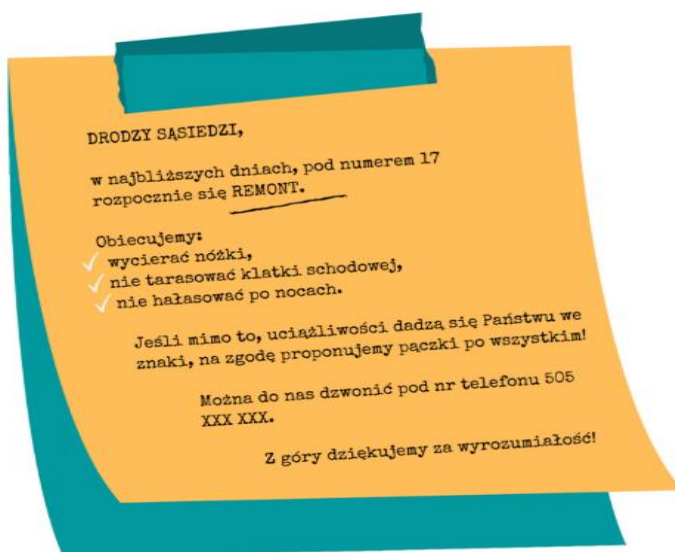 DRODZY SĄSIEDZI,
w najbliższych dniach, pod numerem 17
rozpocznie się REMONT.
Obiecujemy:
wycierać nóżki,
nie tarasować klatki schodowej,
nie hałasować po nocach.
Jeśli mimo to, uciążliwości dadzą się Państwu we
znaki, na zgodę proponujemy pączki po wszystkim!
Można do nas dzwonić pod nr telefonu 505
XXX XXX.
Z góry dziękujemy za wyrozumiałość!